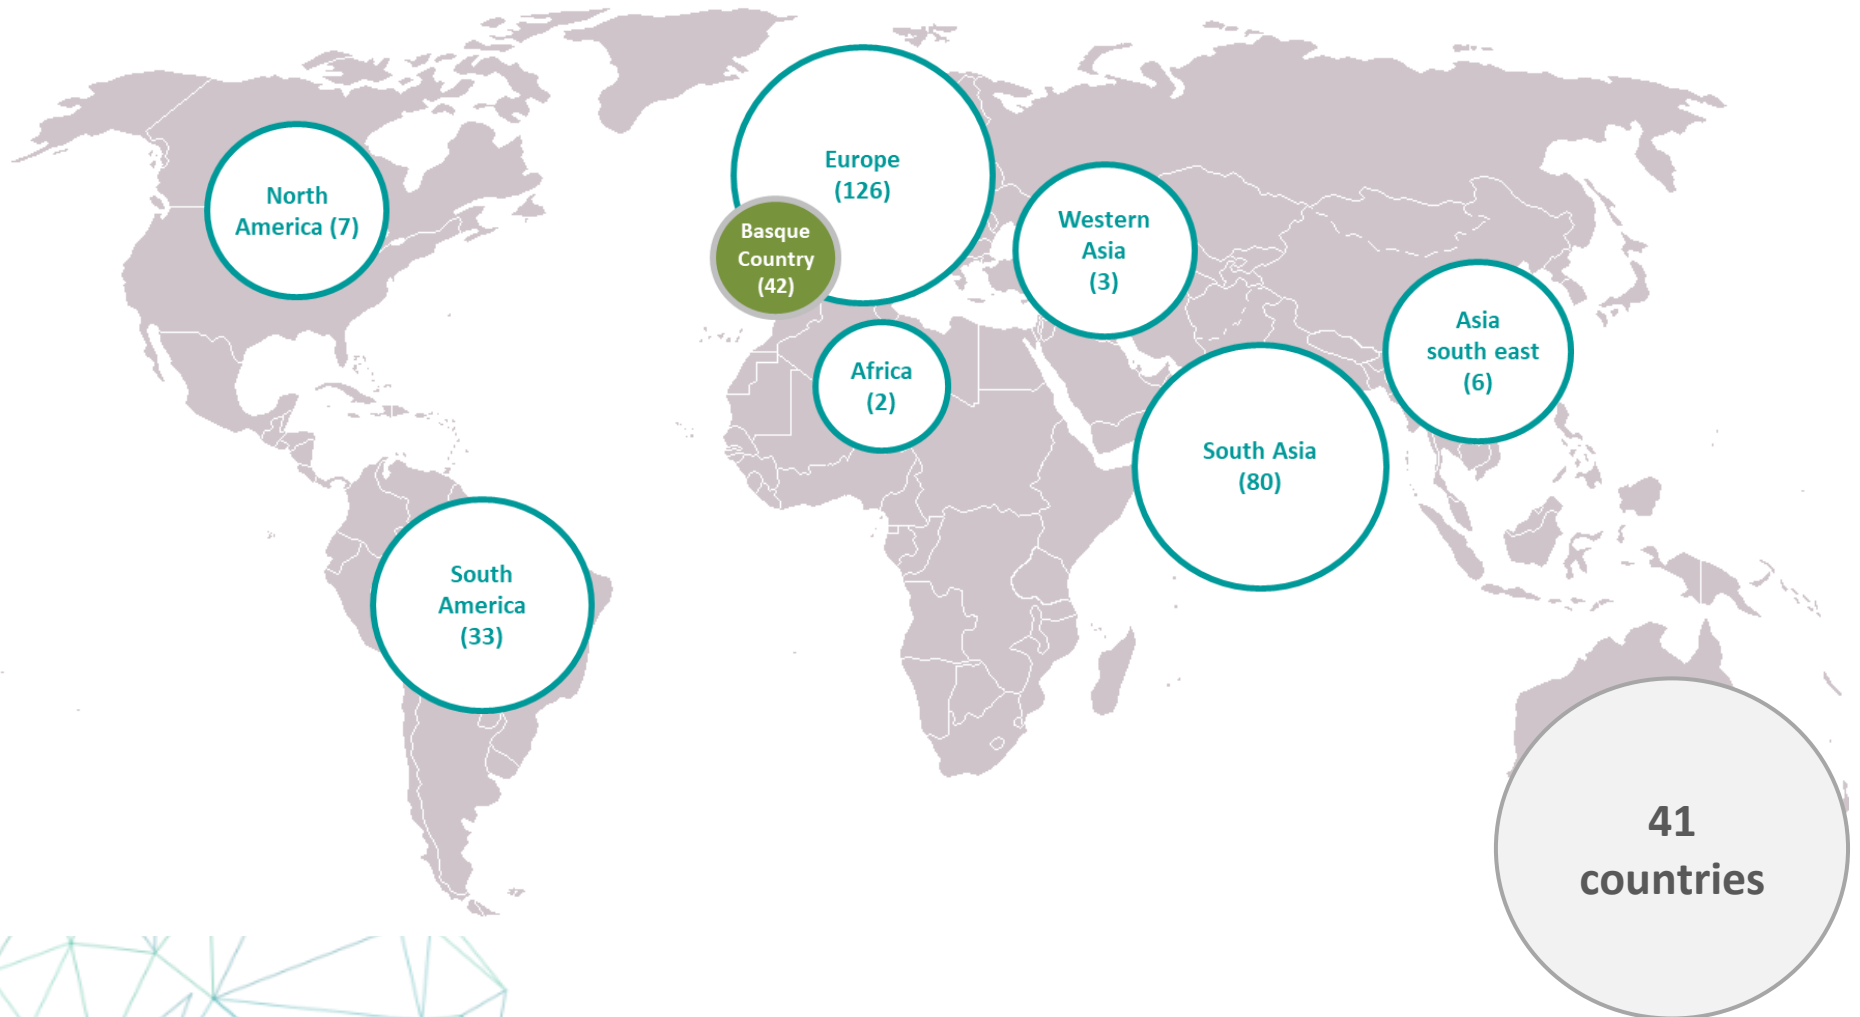 North
America (7)
Europe
(126)
Basque
Country
(42)
Western
Asia
(3)
Asia
south east
(6)
Africa
(2)
South Asia
(80)
South
America
(33)
41
countries